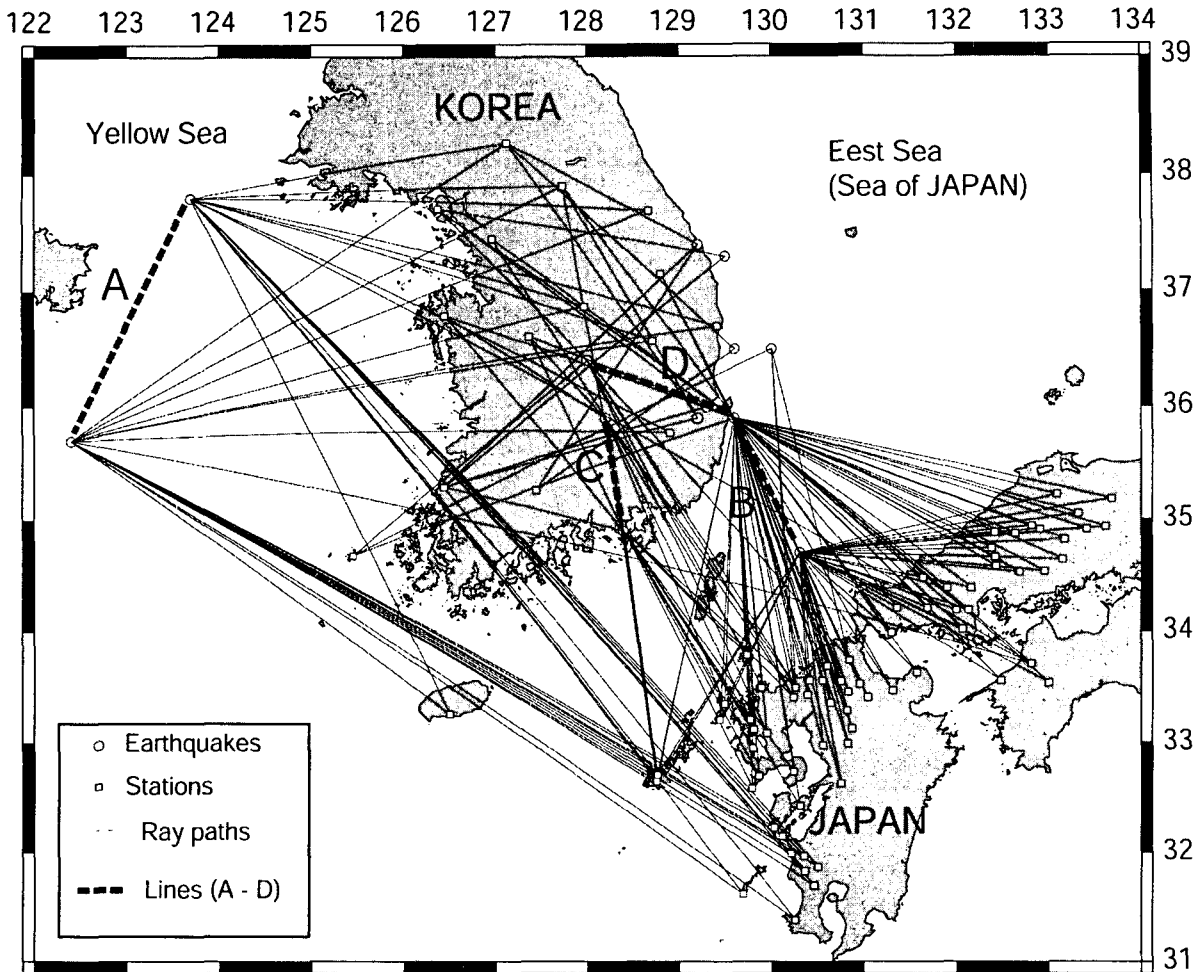 122 123 124 125 126 127 128 129 130 131 132 133 134
39
KOREA
Yellow Sea
Eest Sea
(Sea of JAPAN)
38
A
37
D
36
C
B
35
34
33
Earthquakes
Stations
Ray paths
Lines (A - D)
JAPAN
32
31